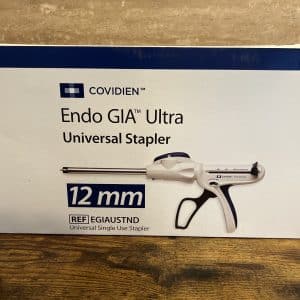 COVIDIEN™
Endo GIA™ Ultra
Universal Stapler
12 mm
REF EGIAUSTND
Universal Single Use Stapler